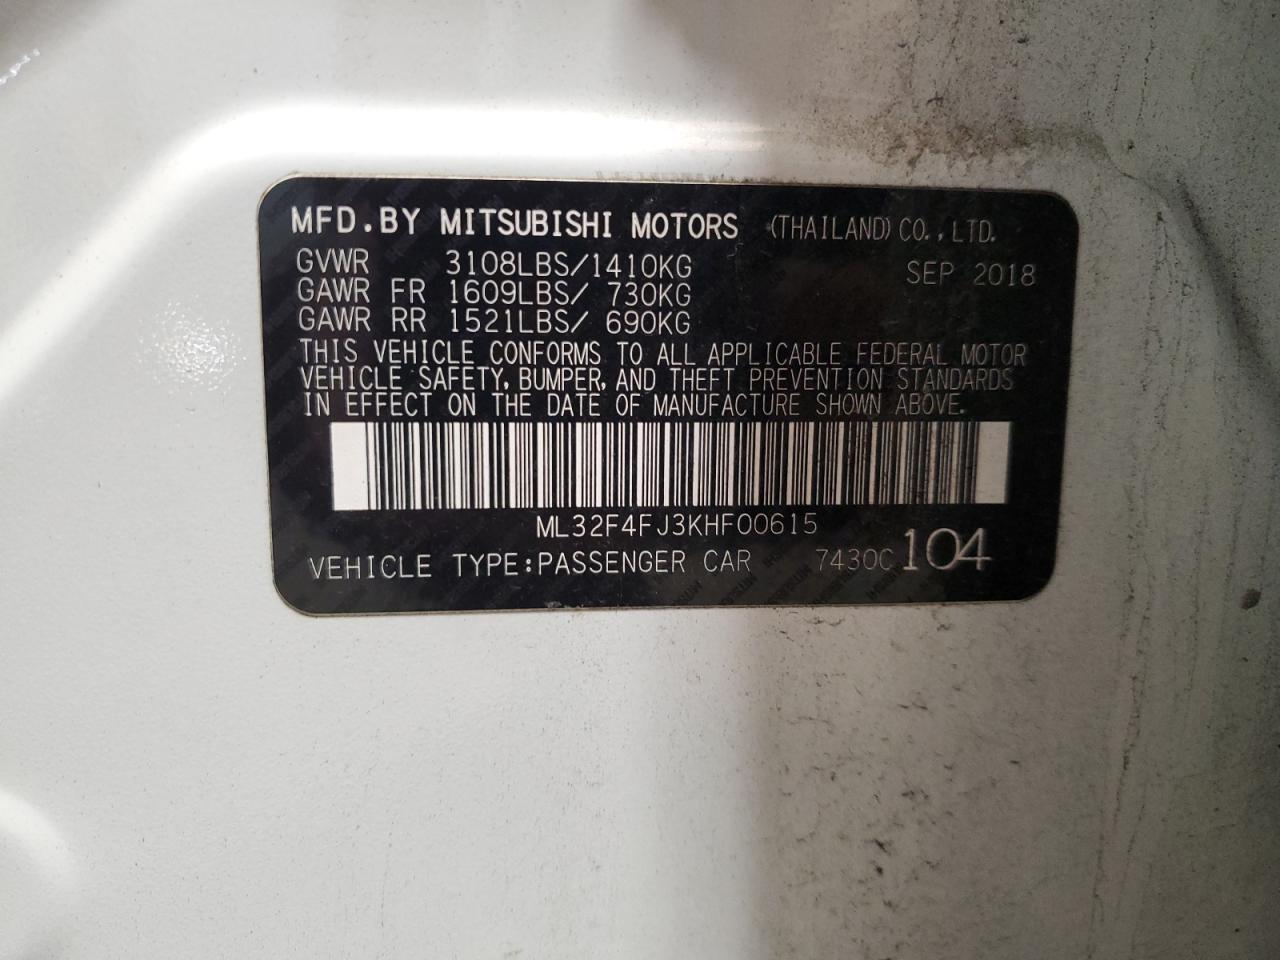 MFD.BY MITSUBISHI MOTORS (THAILAND) CO.,LTD.
GVWR 3108LBS/1410KG SEP 2018
GAWR FR 1609LBS/ 730KG
GAWR RR 1521LBS/ 690KG
THIS VEHICLE CONFORMS TO ALL APPLICABLE FEDERAL MOTOR
VEHICLE SAFETY, BUMPER, AND THEFT PREVENTION STANDARDS
IN EFFECT ON THE DATE OF MANUFACTURE SHOWN ABOVE.
ML32F4FJ3KHF00615
VEHICLE TYPE:PASSENGER CAR 7430C 104